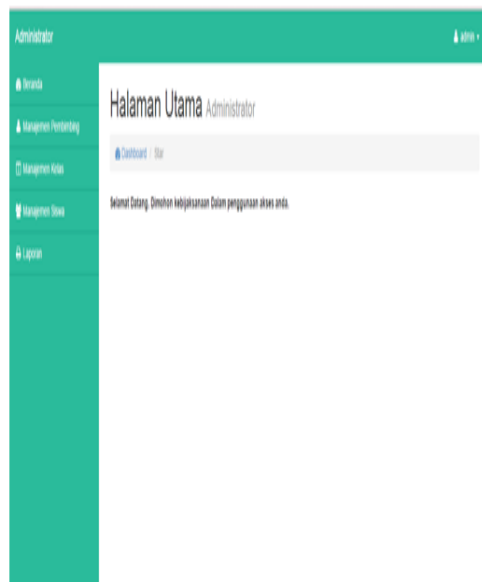 Administrator
admin
Beranda
Manajemen Pembimbing
Manajemen Kelas
Manajemen Siswa
Laporan
Halaman Utama Administrator
Dashboard / Star
Selamat Datang. Dimohon kebijaksanaan Dalam penggunaan akses anda.